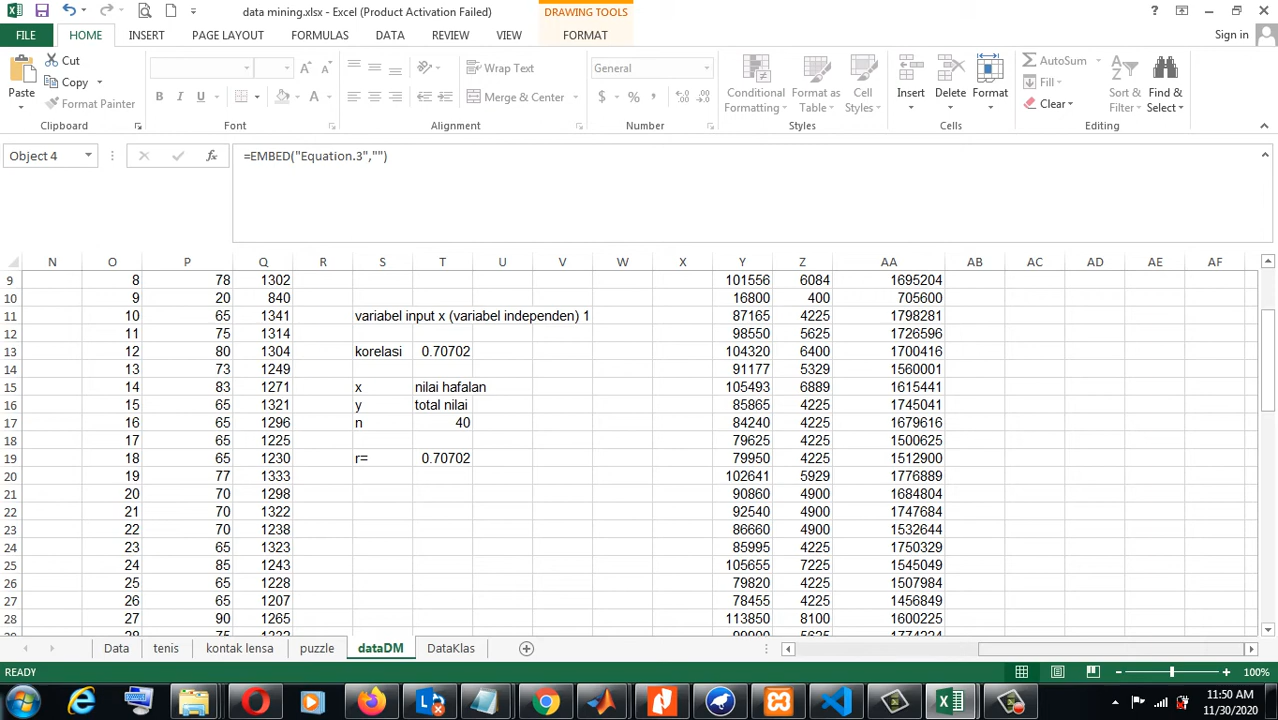 data mining.xlsx - Excel (Product Activation Failed)
DRAWING TOOLS
?
FILE HOME INSERT PAGE LAYOUT FORMULAS DATA REVIEW VIEW FORMAT Sign in
Paste
Cut
Copy
Format Painter
B I U
A A
A
Wrap Text
Merge & Center
General
$ % ,
Conditional Formatting
Format as Table
Cell Styles
Insert
Delete
Format
AutoSum
Fill
Clear
Sort & Filter
Find & Select
Clipboard Font Alignment Number Styles Cells Editing
Object 4 fx =EMBED("Equation.3","")
N O P Q R S T U V W X Y Z AA AB AC AD AE AF
9 8 78 1302 101556 6084 1695204
10 9 20 840 16800 400 705600
11 10 65 1341 variabel input x (variabel independen) 1 87165 4225 1798281
12 11 75 1314 98550 5625 1726596
13 12 80 1304 korelasi 0.70702 104320 6400 1700416
14 13 73 1249 91177 5329 1560001
15 14 83 1271 x nilai hafalan 105493 6889 1615441
16 15 65 1321 y total nilai 85865 4225 1745041
17 16 65 1296 n 40 84240 4225 1679616
18 17 65 1225 79625 4225 1500625
19 18 65 1230 r= 0.70702 79950 4225 1512900
20 19 77 1333 102641 5929 1776889
21 20 70 1298 90860 4900 1684804
22 21 70 1322 92540 4900 1747684
23 22 70 1238 86660 4900 1532644
24 23 65 1323 85995 4225 1750329
25 24 85 1243 105655 7225 1545049
26 25 65 1228 79820 4225 1507984
27 26 65 1207 78455 4225 1456849
28 27 90 1265 113850 8100 1600225
Data tenis kontak lensa puzzle dataDM DataKlas
READY 100%
11:50 AM
11/30/2020